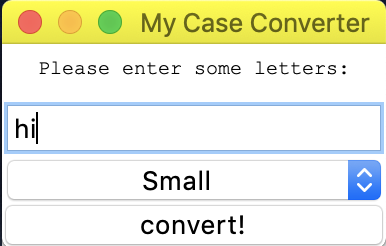 My Case Converter
Please enter some letters:
hi
Small
convert!